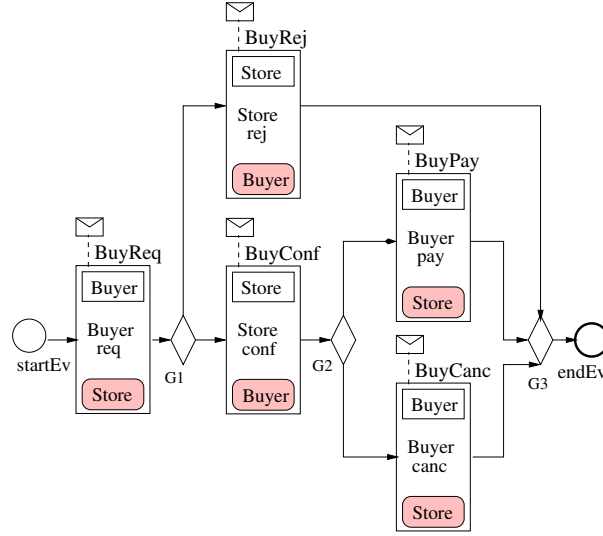 BuyRej
Store
Store
rej
Buyer
BuyPay
Buyer
Buyer
pay
Store
BuyReq
Buyer
Buyer
req
Store
BuyConf
Store
Store
conf
Buyer
startEv
G1
G2
G3
endEv
BuyCanc
Buyer
Buyer
canc
Store